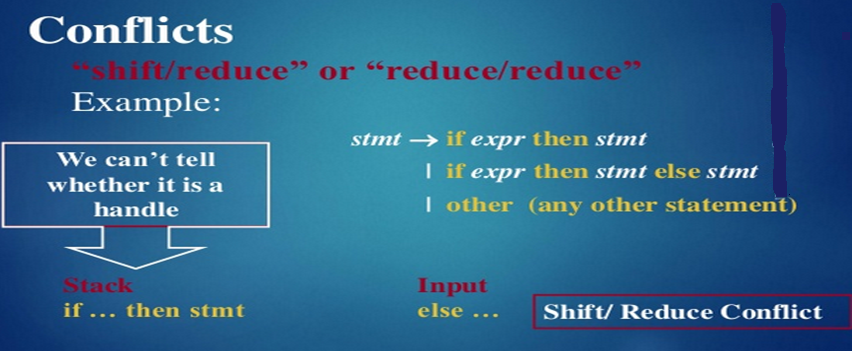 Conflicts
“shift/reduce” or “reduce/reduce”
Example:
We can’t tell
whether it is a
handle
stmt → if expr then stmt
| if expr then stmt else stmt
| other (any other statement)
Stack
if … then stmt
Input
else …
Shift/ Reduce Conflict